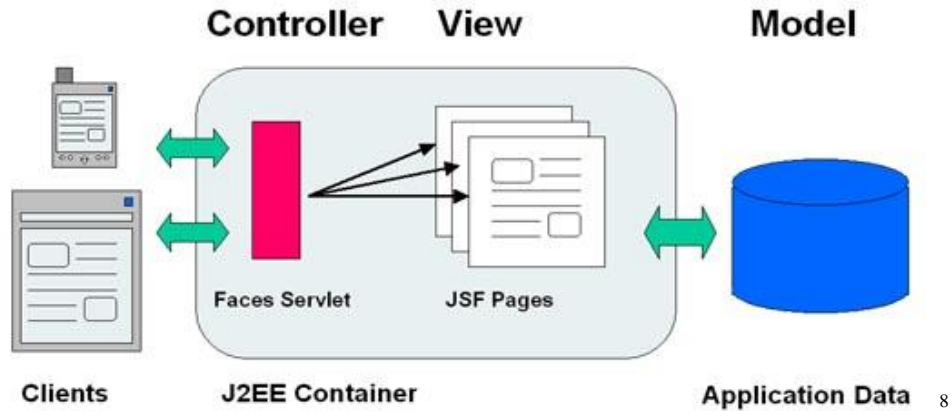 Controller View Model
Faces Servlet JSF Pages
Clients J2EE Container Application Data 8